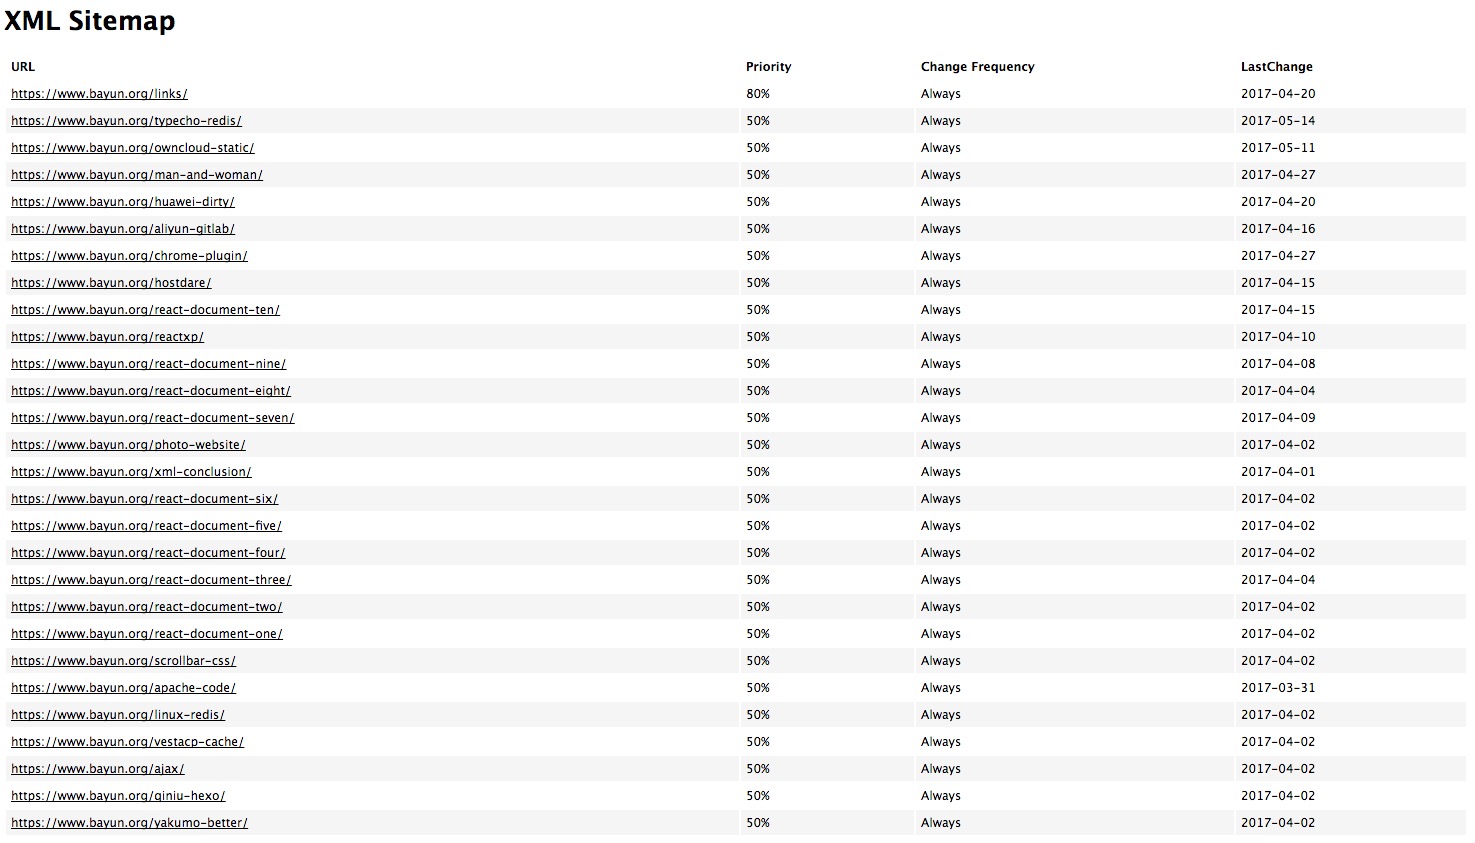 XML Sitemap
URL Priority Change Frequency LastChange
https://www.bayun.org/links/ 80% Always 2017-04-20
https://www.bayun.org/typecho-redis/ 50% Always 2017-05-14
https://www.bayun.org/owncloud-static/ 50% Always 2017-05-11
https://www.bayun.org/man-and-woman/ 50% Always 2017-04-27
https://www.bayun.org/huawei-dirty/ 50% Always 2017-04-20
https://www.bayun.org/aliyun-gitlab/ 50% Always 2017-04-16
https://www.bayun.org/chrome-plugin/ 50% Always 2017-04-27
https://www.bayun.org/hostdare/ 50% Always 2017-04-15
https://www.bayun.org/react-document-ten/ 50% Always 2017-04-15
https://www.bayun.org/reactxp/ 50% Always 2017-04-10
https://www.bayun.org/react-document-nine/ 50% Always 2017-04-08
https://www.bayun.org/react-document-eight/ 50% Always 2017-04-04
https://www.bayun.org/react-document-seven/ 50% Always 2017-04-09
https://www.bayun.org/photo-website/ 50% Always 2017-04-02
https://www.bayun.org/xml-conclusion/ 50% Always 2017-04-01
https://www.bayun.org/react-document-six/ 50% Always 2017-04-02
https://www.bayun.org/react-document-five/ 50% Always 2017-04-02
https://www.bayun.org/react-document-four/ 50% Always 2017-04-02
https://www.bayun.org/react-document-three/ 50% Always 2017-04-04
https://www.bayun.org/react-document-two/ 50% Always 2017-04-02
https://www.bayun.org/react-document-one/ 50% Always 2017-04-02
https://www.bayun.org/scrollbar-css/ 50% Always 2017-04-02
https://www.bayun.org/apache-code/ 50% Always 2017-03-31
https://www.bayun.org/linux-redis/ 50% Always 2017-04-02
https://www.bayun.org/vestacp-cache/ 50% Always 2017-04-02
https://www.bayun.org/ajax/ 50% Always 2017-04-02
https://www.bayun.org/qiniu-hexo/ 50% Always 2017-04-02
https://www.bayun.org/yakumo-better/ 50% Always 2017-04-02